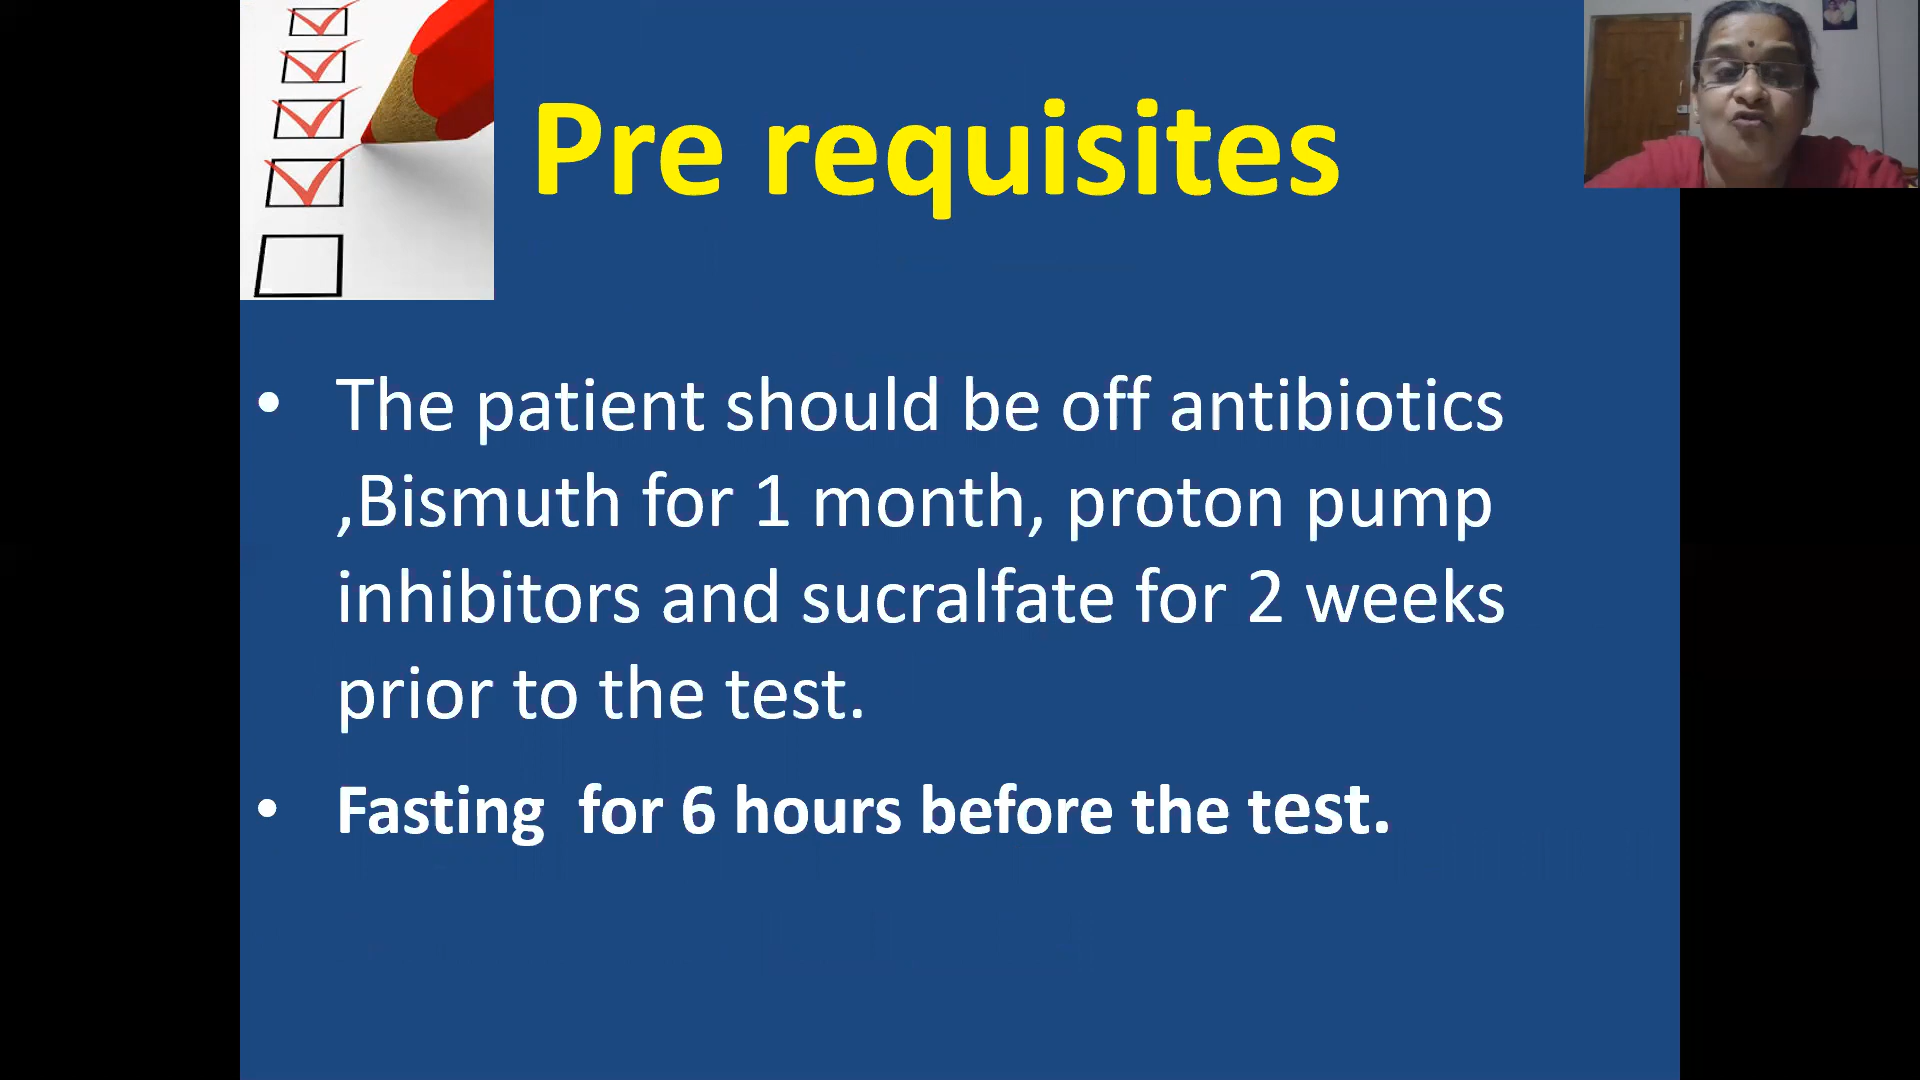 Pre requisites
• The patient should be off antibiotics
,Bismuth for 1 month, proton pump
inhibitors and sucralfate for 2 weeks
prior to the test.
• Fasting  for 6 hours before the test.